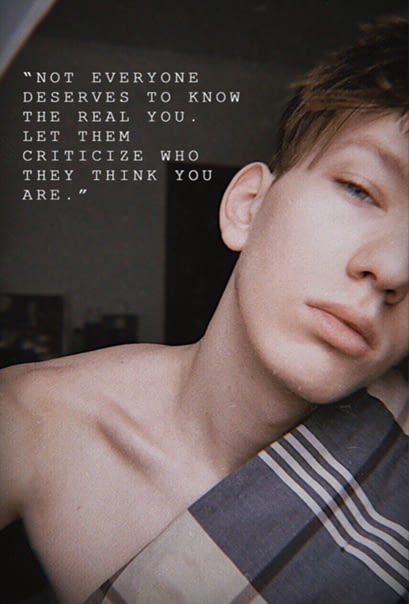 “NOT EVERYONE
DESERVES TO KNOW
THE REAL YOU.
LET THEM
CRITICIZE WHO
THEY THINK YOU
ARE.”